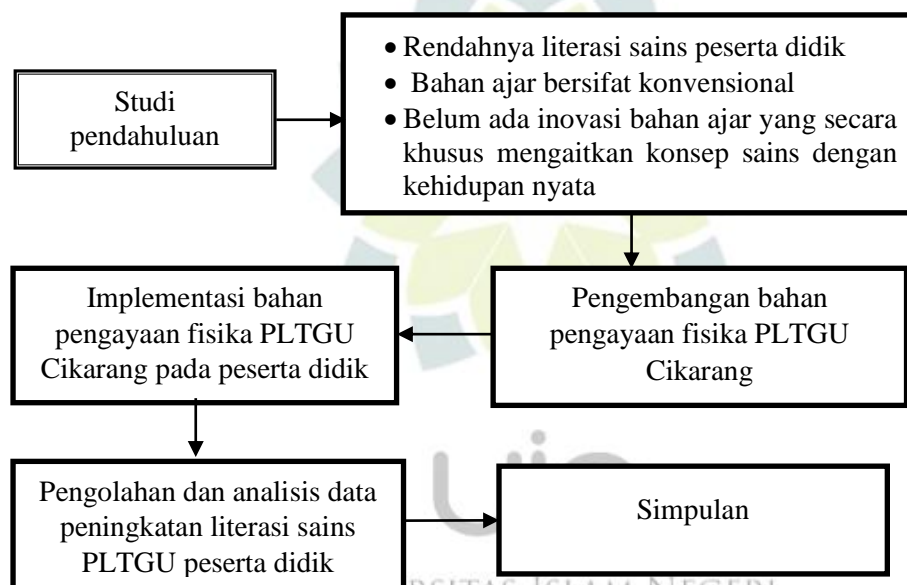 Studi
pendahuluan
• Rendahnya literasi sains peserta didik
• Bahan ajar bersifat konvensional
• Belum ada inovasi bahan ajar yang secara
khusus mengaitkan konsep sains dengan
kehidupan nyata
Pengembangan bahan
pengayaan fisika PLTGU
Cikarang
Implementasi bahan
pengayaan fisika PLTGU
Cikarang pada peserta didik
Pengolahan dan analisis data
peningkatan literasi sains
PLTGU peserta didik
Simpulan
ISLAM NEGERI